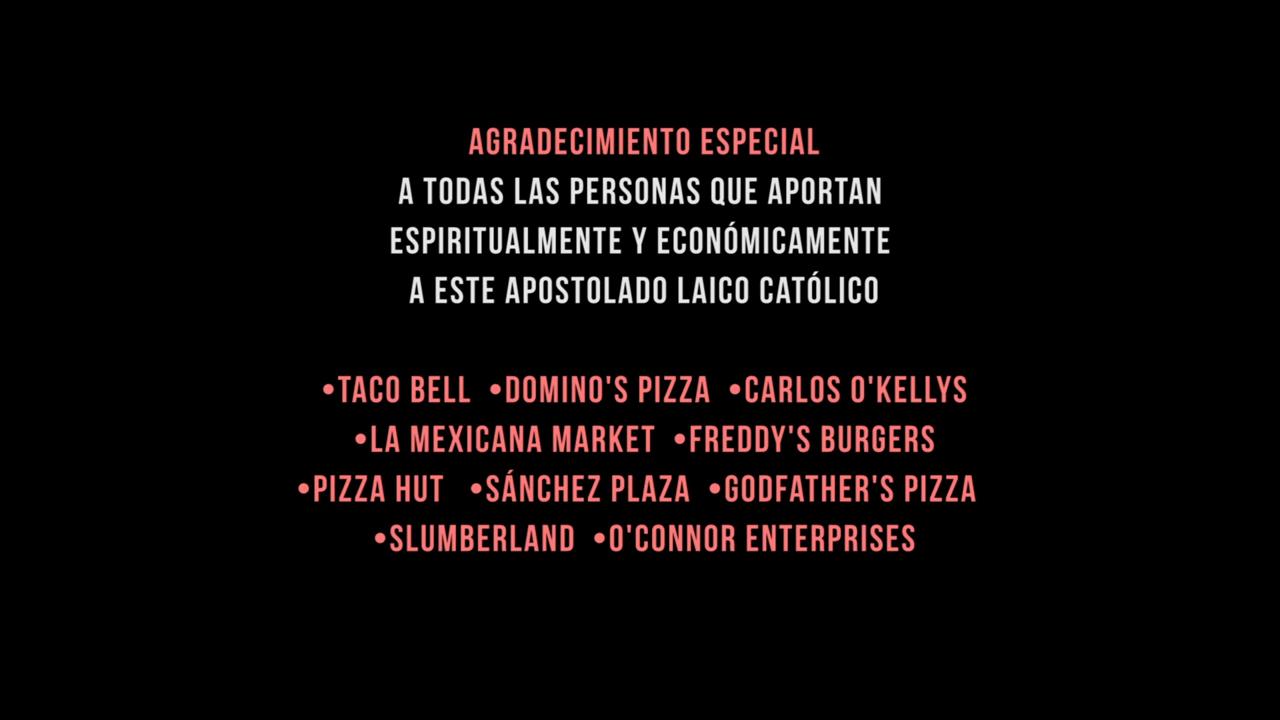 AGRADECIMIENTO ESPECIAL
A TODAS LAS PERSONAS QUE APORTAN
ESPIRITUALMENTE Y ECONÓMICAMENTE
A ESTE APOSTOLADO LAICO CATÓLICO
•TACO BELL •DOMINO'S PIZZA •CARLOS O'KELLYS
•LA MEXICANA MARKET •FREDDY'S BURGERS
•PIZZA HUT •SÁNCHEZ PLAZA •GODFATHER'S PIZZA
•SLUMBERLAND •O'CONNOR ENTERPRISES